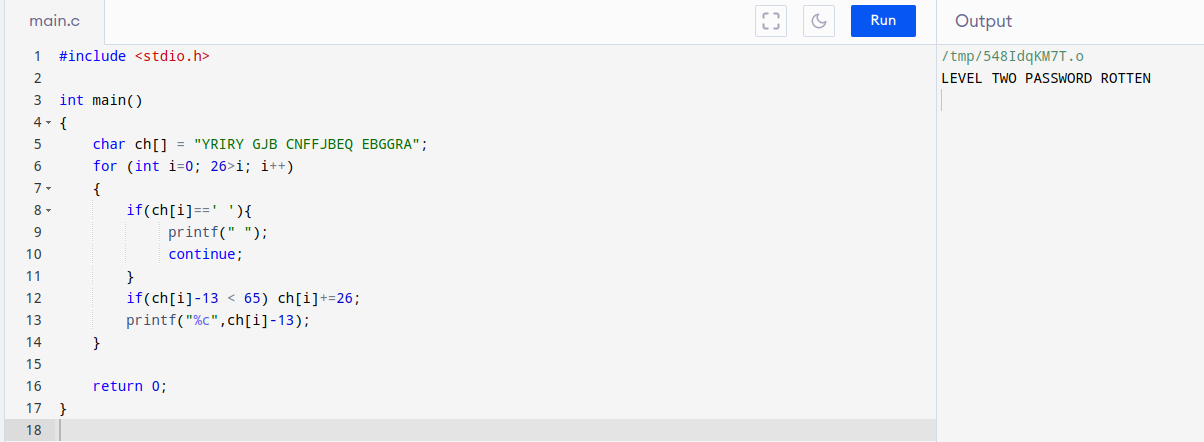 main.c
Run
Output
1 #include <stdio.h>
2
3 int main()
4 {
5     char ch[] = "YRIRY GJB CNFFJBEQ EBGGRA";
6     for (int i=0; 26>i; i++)
7     {
8         if(ch[i]==' '){
9             printf(" ");
10             continue;
11         }
12         if(ch[i]-13 < 65) ch[i]+=26;
13         printf("%c",ch[i]-13);
14     }
15
16     return 0;
17 }
18
/tmp/548IdqKM7T.o
LEVEL TWO PASSWORD ROTTEN